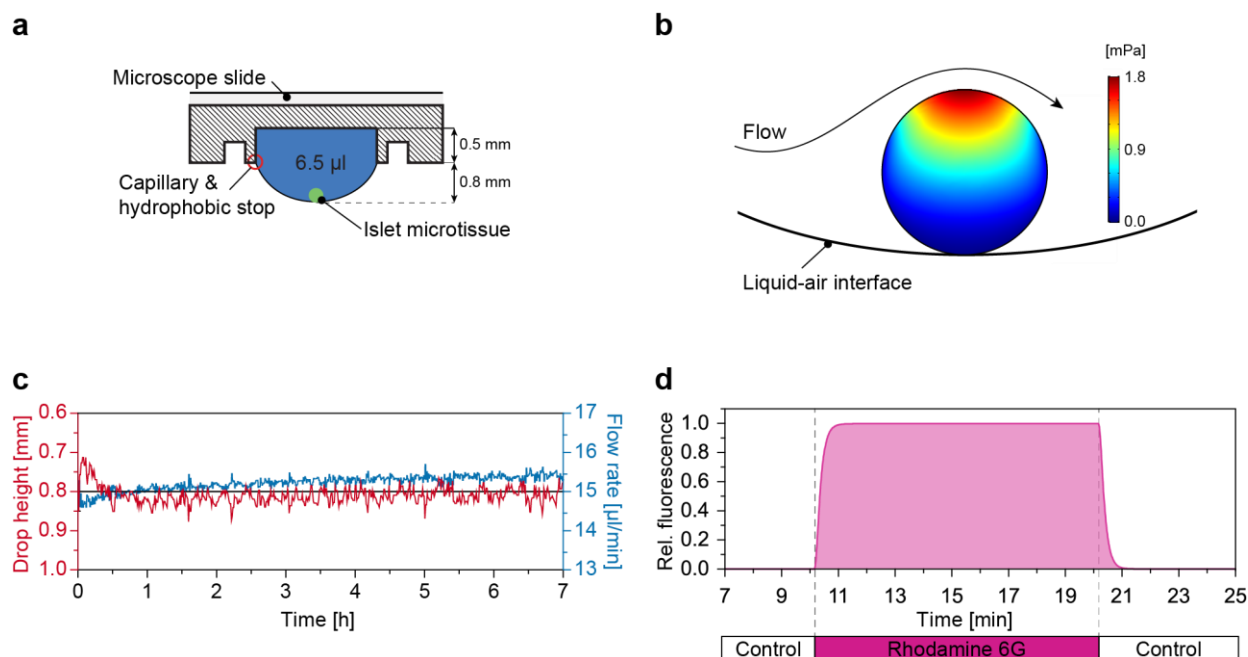 a
Microscope slide
6.5 µl
0.5 mm
0.8 mm
Capillary &
hydrophobic stop
Islet microtissue
b
[mPa]
1.8
0.9
0.0
Flow
Liquid-air interface
c
Drop height [mm]
0.6
0.7
0.8
0.9
1.0
17
16
15
14
13
Flow rate [µl/min]
0 1 2 3 4 5 6 7
Time [h]
d
Rel. fluorescence
1.0
0.8
0.6
0.4
0.2
0.0
7 9 11 13 15 17 19 21 23 25
Time [min]
Control Rhodamine 6G Control